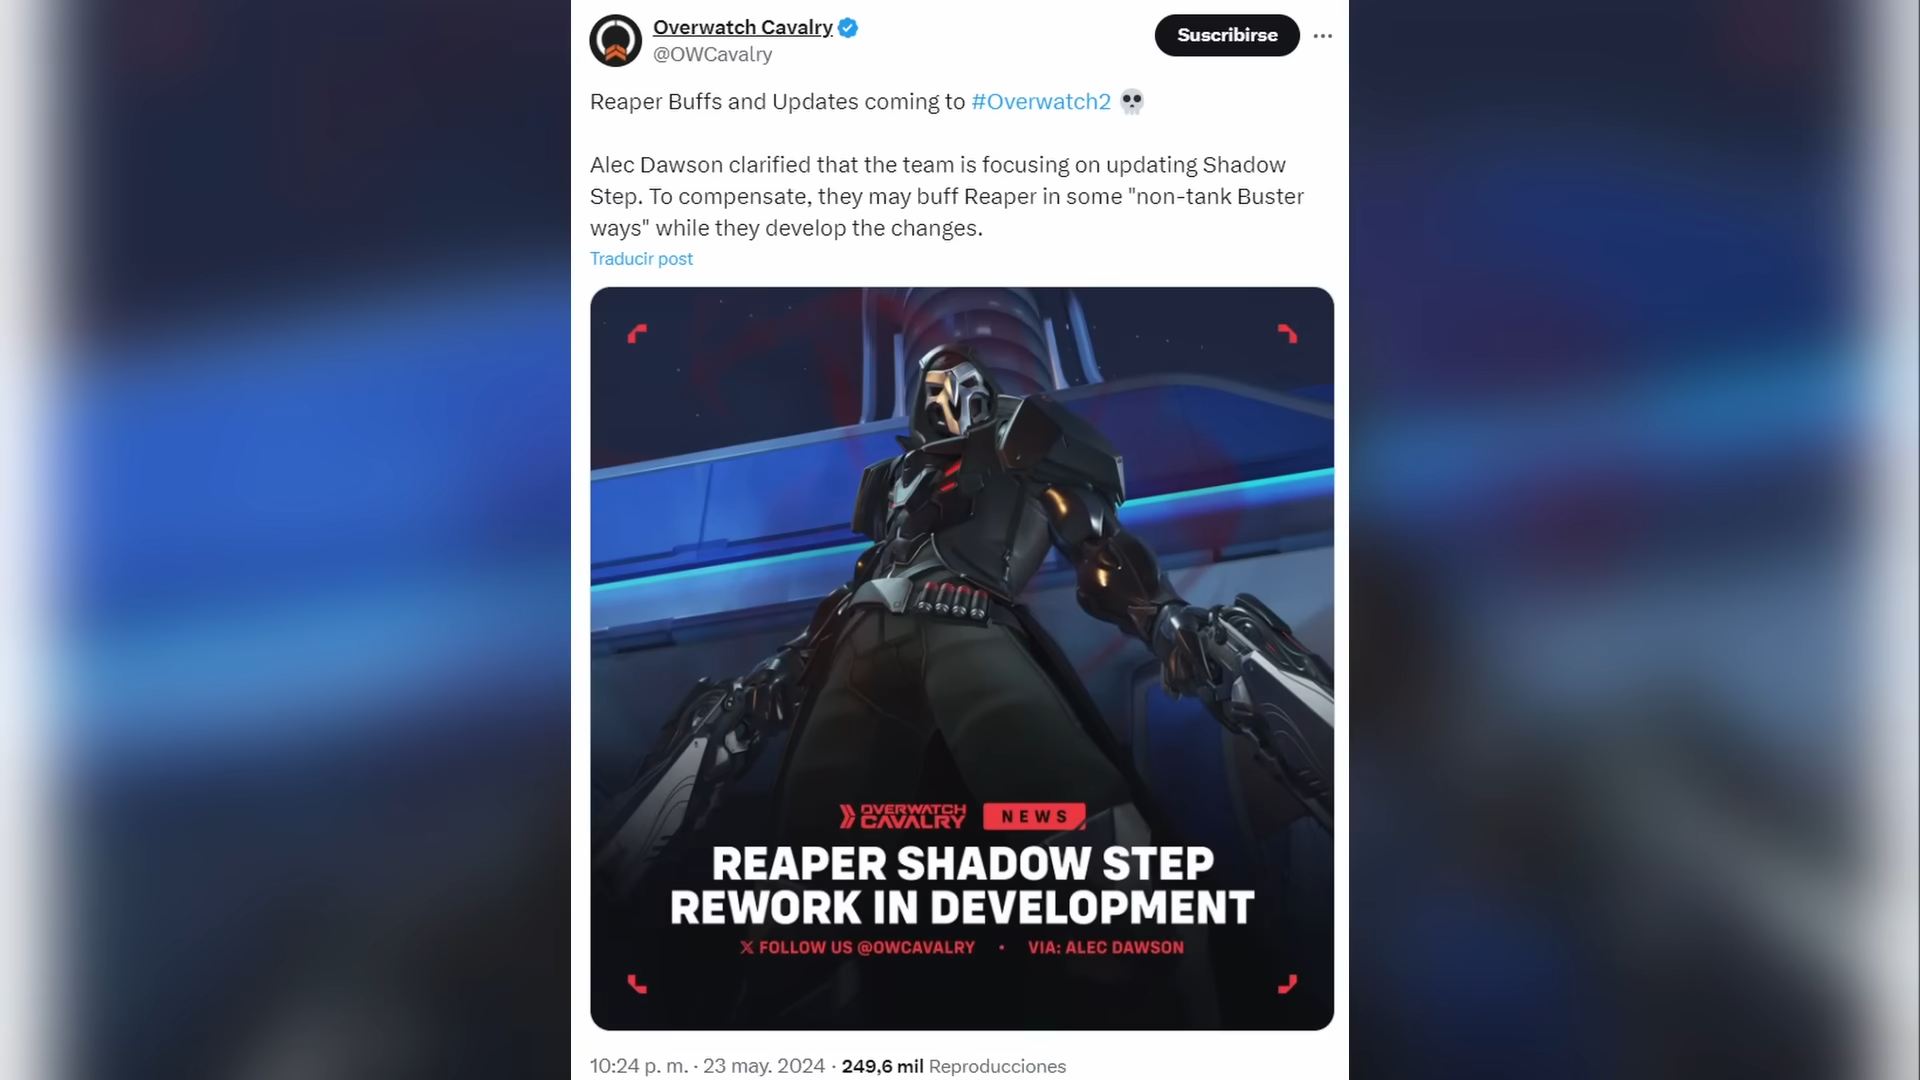 Overwatch Cavalry
@OWCavalry
Suscribirse
Reaper Buffs and Updates coming to #Overwatch2 💀
Alec Dawson clarified that the team is focusing on updating Shadow
Step. To compensate, they may buff Reaper in some "non-tank Buster
ways" while they develop the changes.
Traducir post
OVERWATCH
CAVALRY
NEWS
REAPER SHADOW STEP
REWORK IN DEVELOPMENT
X FOLLOW US @OWCAVALRY • VIA: ALEC DAWSON
10:24 p. m. · 23 may. 2024 · 249,6 mil Reproducciones